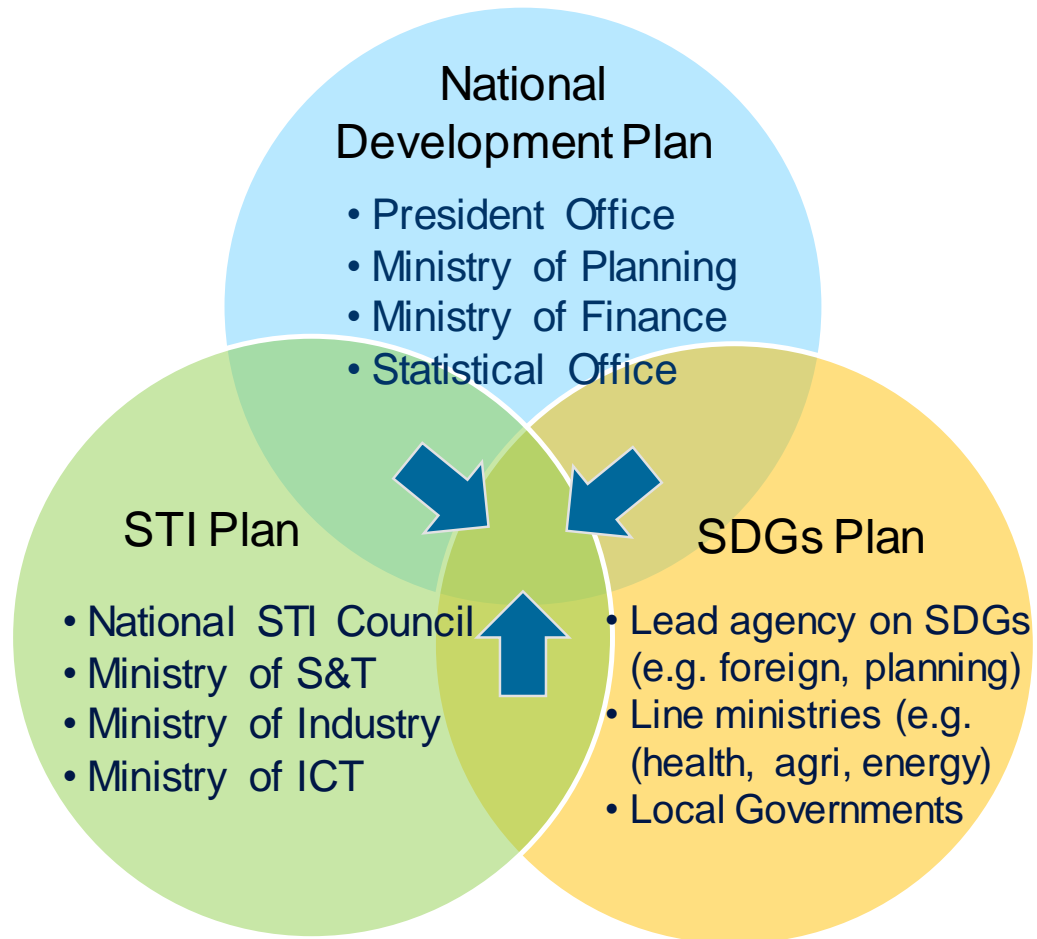 National
Development Plan
• President Office
• Ministry of Planning
• Ministry of Finance
• Statistical Office
STI Plan
• National STI Council
• Ministry of S&T
• Ministry of Industry
• Ministry of ICT
SDGs Plan
• Lead agency on SDGs
(e.g. foreign, planning)
• Line ministries (e.g.
(health, agri, energy)
• Local Governments